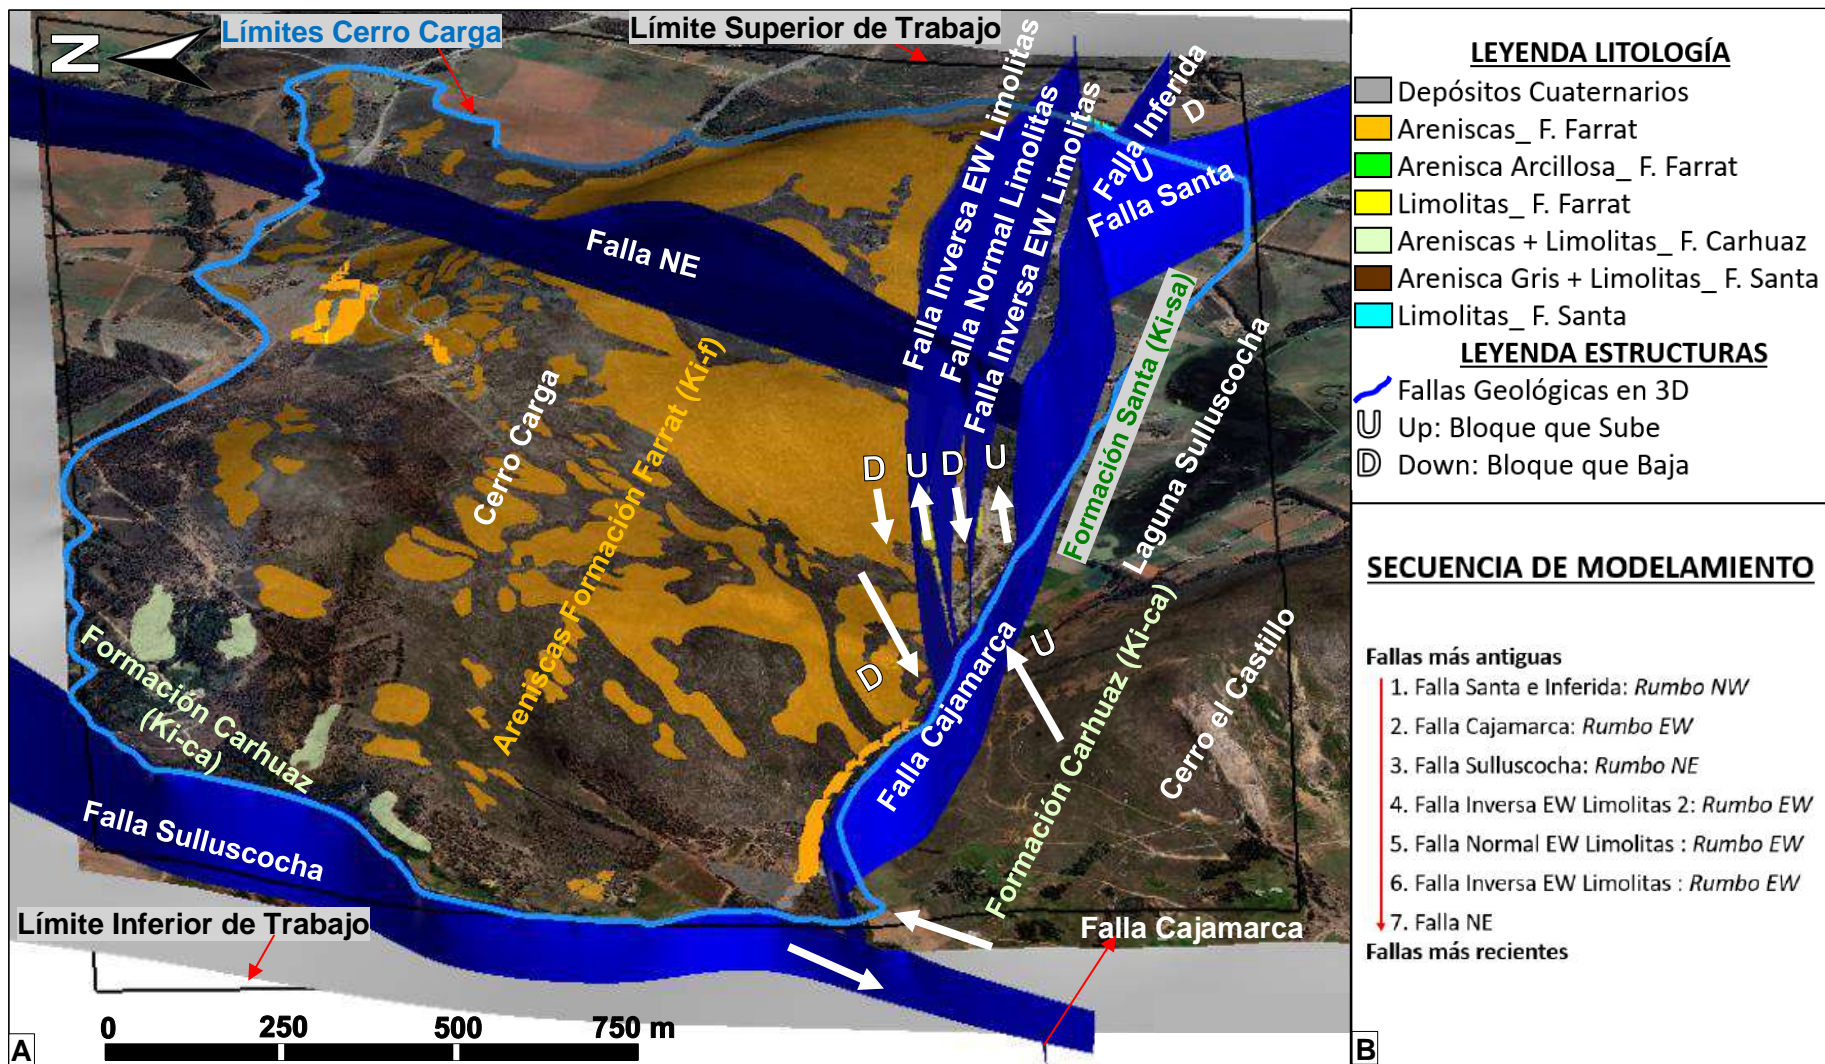 N
Límites Cerro Carga
Límite Superior de Trabajo
Falla Inversa EW Limolitas
Falla Normal Limolitas
Falla Inversa EW Limolitas
Falla Inferida
D
U
Falla Santa
Falla NE
Formación Santa (Ki-sa)
Laguna Sulluscocha
Cerro Carga
Areniscas Formación Farrat (Ki-f)
D
U
D
U
D
U
Formación Carhuaz
(Ki-ca)
Falla Cajamarca
Formación Carhuaz (Ki-ca)
Cerro el Castillo
Falla Sulluscocha
Límite Inferior de Trabajo
Falla Cajamarca
0 250 500 750 m
A
LEYENDA LITOLOGÍA
Depósitos Cuaternarios
Areniscas_ F. Farrat
Arenisca Arcillosa_ F. Farrat
Limolitas_ F. Farrat
Areniscas + Limolitas_ F. Carhuaz
Arenisca Gris + Limolitas_ F. Santa
Limolitas_ F. Santa
LEYENDA ESTRUCTURAS
Fallas Geológicas en 3D
U Up: Bloque que Sube
D Down: Bloque que Baja
SECUENCIA DE MODELAMIENTO
Fallas más antiguas
1. Falla Santa e Inferida: Rumbo NW
2. Falla Cajamarca: Rumbo EW
3. Falla Sulluscocha: Rumbo NE
4. Falla Inversa EW Limolitas 2: Rumbo EW
5. Falla Normal EW Limolitas : Rumbo EW
6. Falla Inversa EW Limolitas : Rumbo EW
7. Falla NE
Fallas más recientes
B